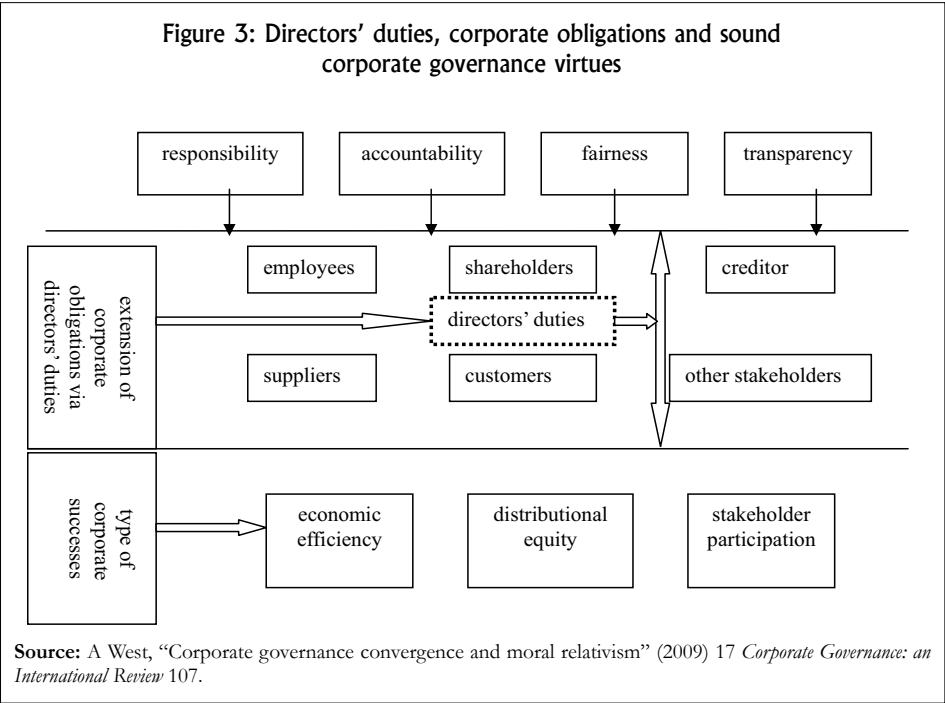 Figure 3: Directors’ duties, corporate obligations and sound
corporate governance virtues
responsibility
accountability
fairness
transparency
extension of
corporate
obligations via
directors’ duties
employees
shareholders
creditor
directors’ duties
suppliers
customers
other stakeholders
type of
corporate
successes
economic
efficiency
distributional
equity
stakeholder
participation
Source: A West, “Corporate governance convergence and moral relativism” (2009) 17 Corporate Governance: an
International Review 107.